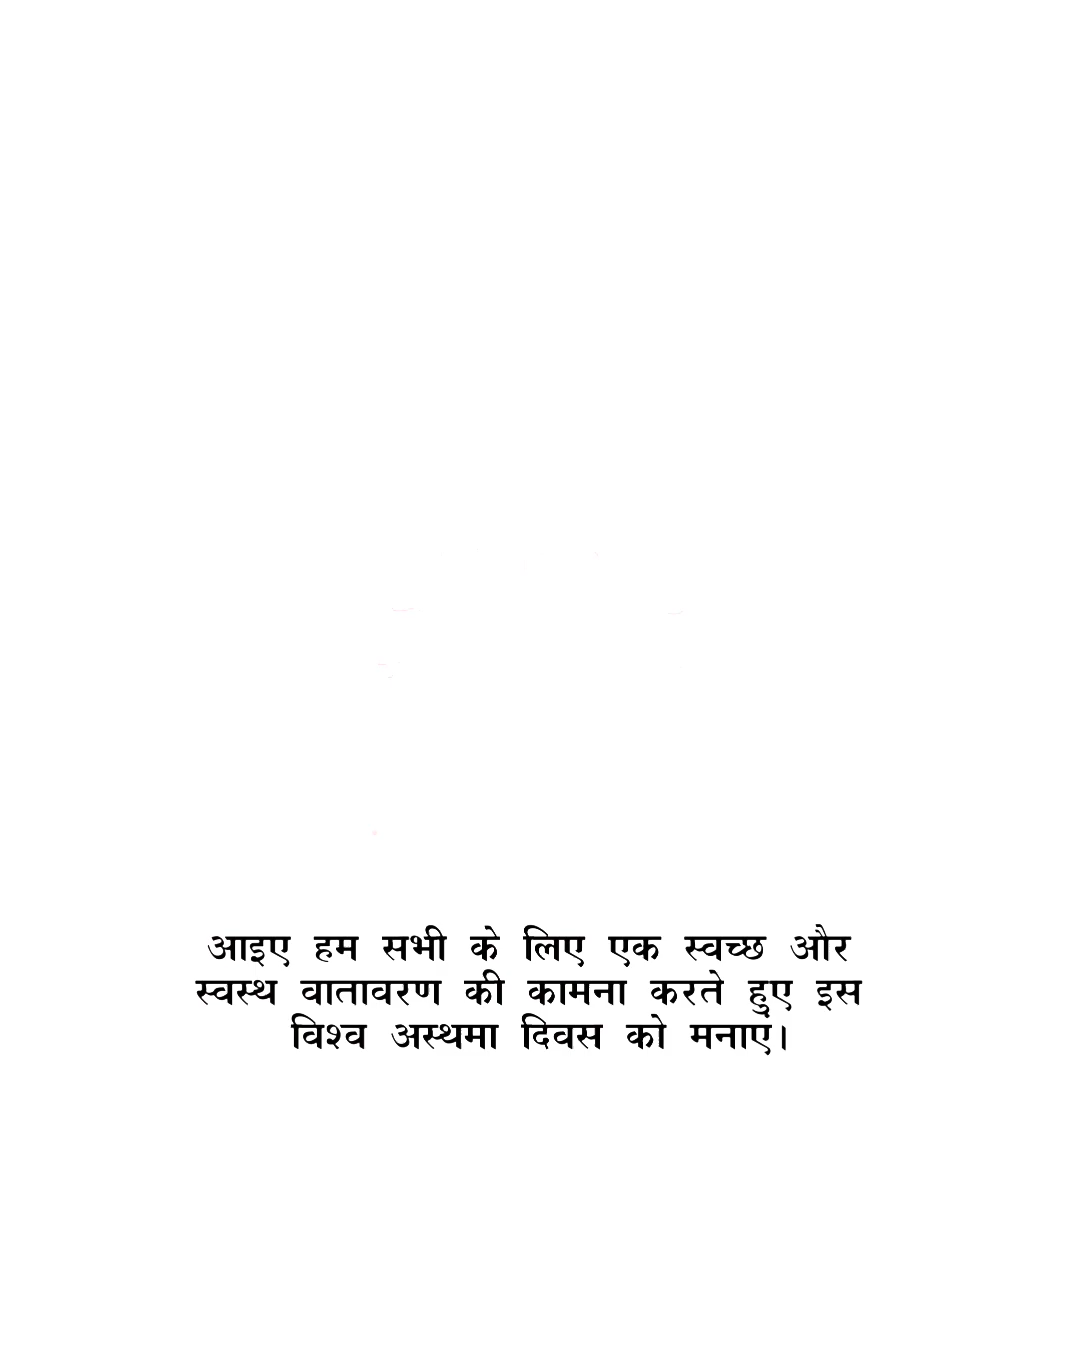 आइए हम सभी के लिए एक स्वच्छ और
स्वस्थ वातावरण की कामना करते हुए इस
विश्व अस्थमा दिवस को मनाएं।